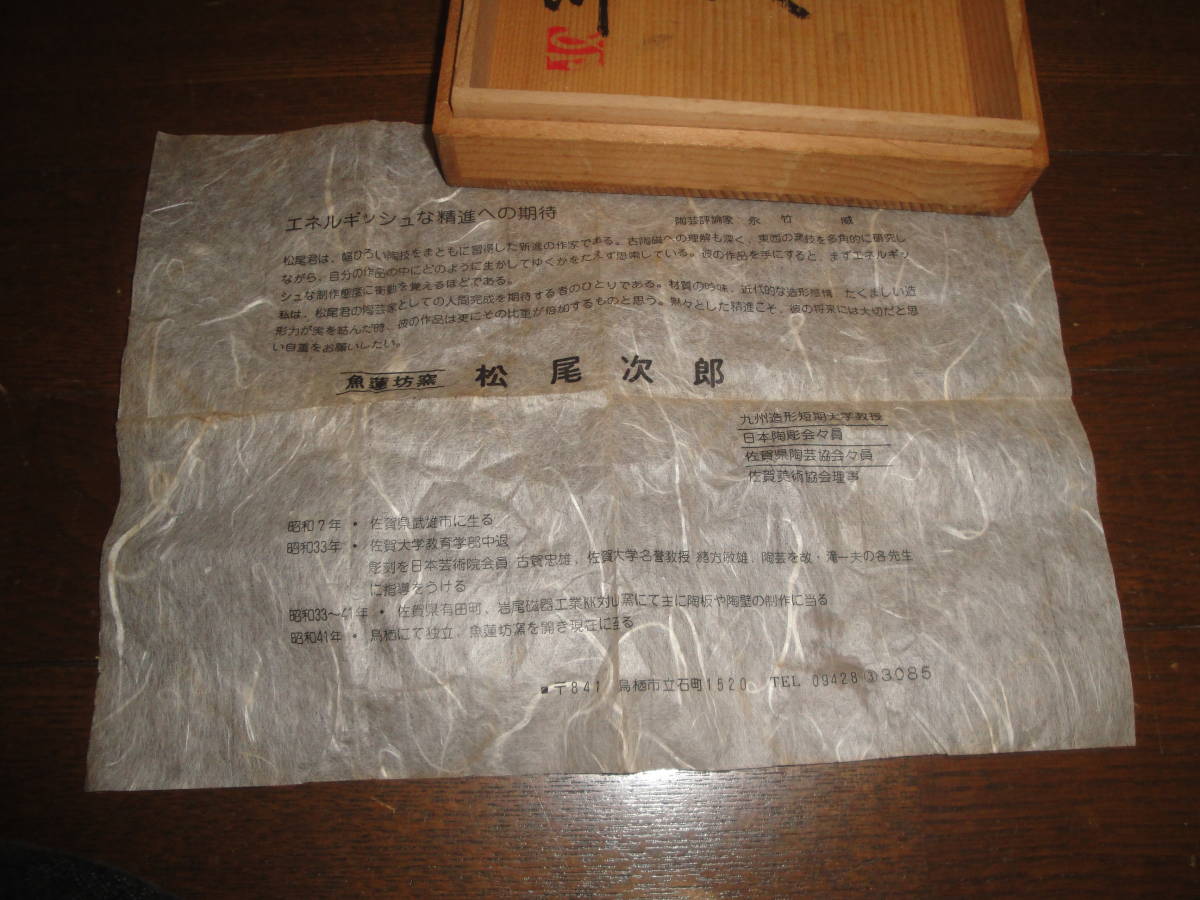 エネルギッシュな精進への期待
陶芸評論家 永竹 威
松尾君は、幅ひろい陶技をまともに習得した新進の作家である。古陶磁への理解も深く、東西の業技を多角的に研究し
ながら、自分の作品の中にどのように生かしてゆくかをたえず思索している。彼の作品を手にすると、まずエネルギッ
シュな制作態度に衝動を覚えるほどである。
私は、松尾君の陶芸家としての人間完成を期待する者のひとりである。材質の吟味、近代的な造形感情 たくましい造
形力が実を結んだ時、彼の作品は更にその比重が倍加するものと思う。黙々とした精進こそ、彼の将来には大切だと思
い自重をお願いしたい。
魚蓮坊窯 松尾次郎
九州造形短期大学教授
日本陶彫会々員
佐賀県陶芸協会々員
佐賀美術協会理事
昭和7年・佐賀県武雄市に生る
昭和33年・佐賀大学教育学部中退
彫刻を日本芸術院会員 古賀忠雄、佐賀大学名誉教授 緒方敏雄、陶芸を故・滝一夫の各先生
に指導をうける
昭和33〜41年・佐賀県有田町、岩尾磁器工業KK対山窯にて主に陶板や陶壁の制作に当る
昭和41年・鳥栖にて独立、魚蓮坊窯を開き現在に至る
■〒841 鳥栖市立石町1520 TEL 09428③3085